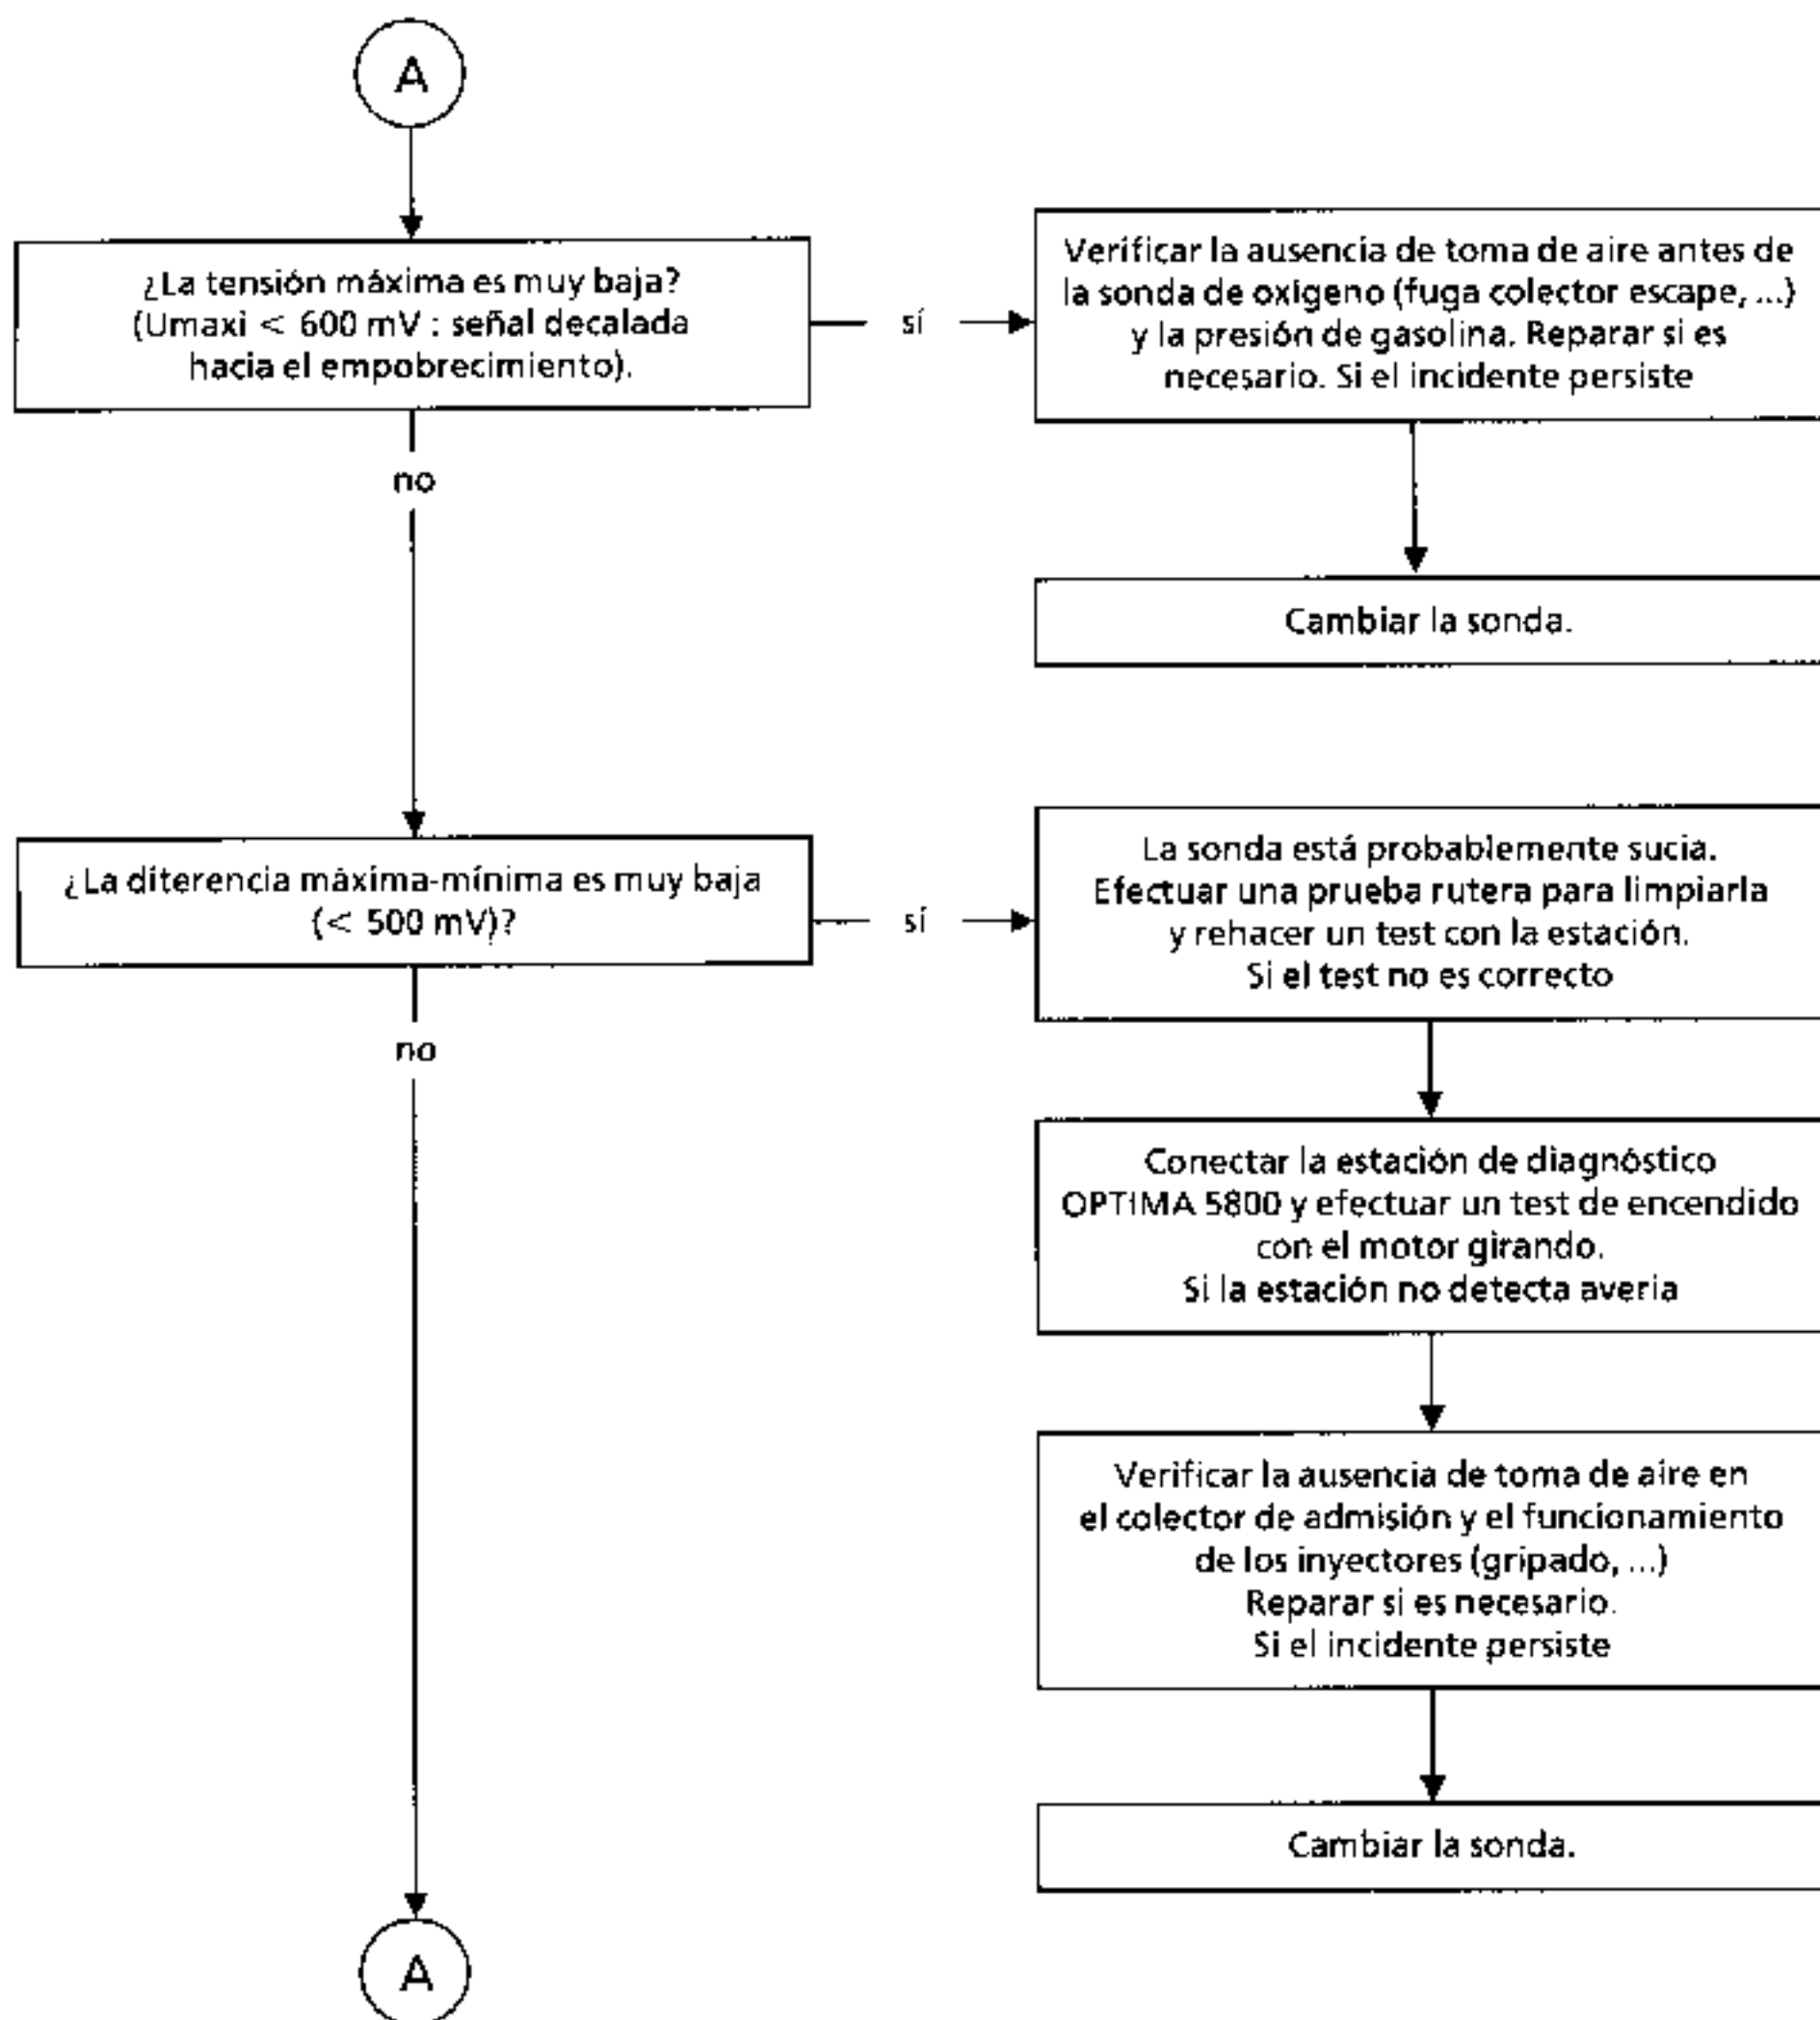 A
¿La tensión máxima es muy baja?
(Umaxi < 600 mV : señal decalada
hacia el empobrecimiento).
sí
Verificar la ausencia de toma de aire antes de
la sonda de oxígeno (fuga colector escape, ...)
y la presión de gasolina. Reparar si es
necesario. Si el incidente persiste
no
Cambiar la sonda.
¿La diterencia máxima-mínima es muy baja
(< 500 mV)?
sí
La sonda está probablemente sucia.
Efectuar una prueba rutera para limpiarla
y rehacer un test con la estación.
Si el test no es correcto
no
Conectar la estación de diagnóstico
OPTIMA 5800 y efectuar un test de encendido
con el motor girando.
Si la estación no detecta avería
Verificar la ausencia de toma de aire en
el colector de admisión y el funcionamiento
de los inyectores (gripado, ...)
Reparar si es necesario.
Si el incidente persiste
Cambiar la sonda.
A